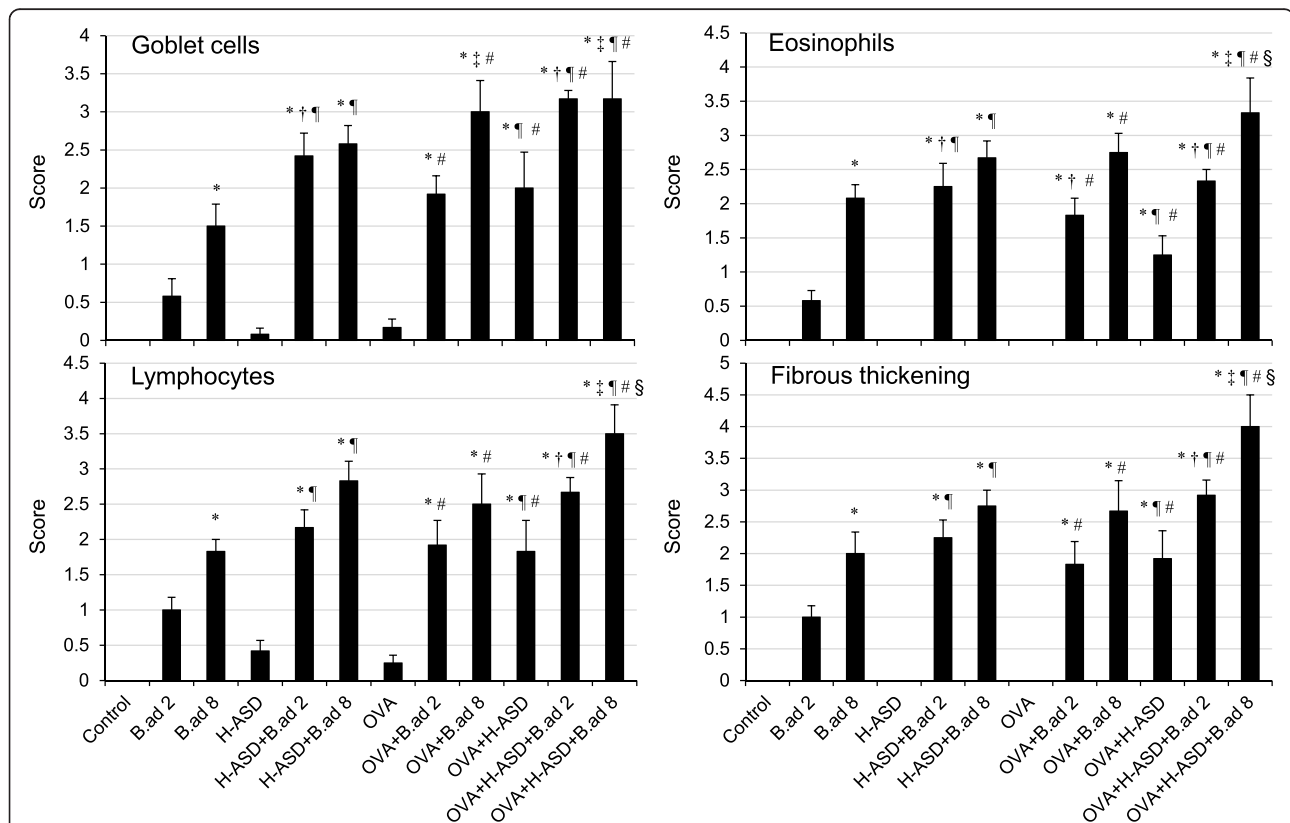 Goblet cells
Score
4
3.5
3
2.5
2
1.5
1
0.5
0
*
* † ¶
* ¶
* #
* ‡ #
* ¶ #
* † ¶ #
* ‡ ¶ #
Eosinophils
Score
4.5
4
3.5
3
2.5
2
1.5
1
0.5
0
*
* † ¶
* ¶
* † #
* #
* ¶ #
* † ¶ #
* ‡ ¶ # §
Lymphocytes
Score
4.5
4
3.5
3
2.5
2
1.5
1
0.5
0
*
* ¶
* ¶
* #
* #
* ¶ #
* † ¶ #
* ‡ ¶ # §
Control
B.ad 2
B.ad 8
H-ASD
H-ASD+B.ad 2
H-ASD+B.ad 8
OVA
OVA+B.ad 2
OVA+B.ad 8
OVA+H-ASD
OVA+H-ASD+B.ad 2
OVA+H-ASD+B.ad 8
Fibrous thickening
Score
5
4.5
4
3.5
3
2.5
2
1.5
1
0.5
0
*
* ¶
* ¶
* #
* #
* ¶ #
* † ¶ #
* ‡ ¶ # §
Control
B.ad 2
B.ad 8
H-ASD
H-ASD+B.ad 2
H-ASD+B.ad 8
OVA
OVA+B.ad 2
OVA+B.ad 8
OVA+H-ASD
OVA+H-ASD+B.ad 2
OVA+H-ASD+B.ad 8